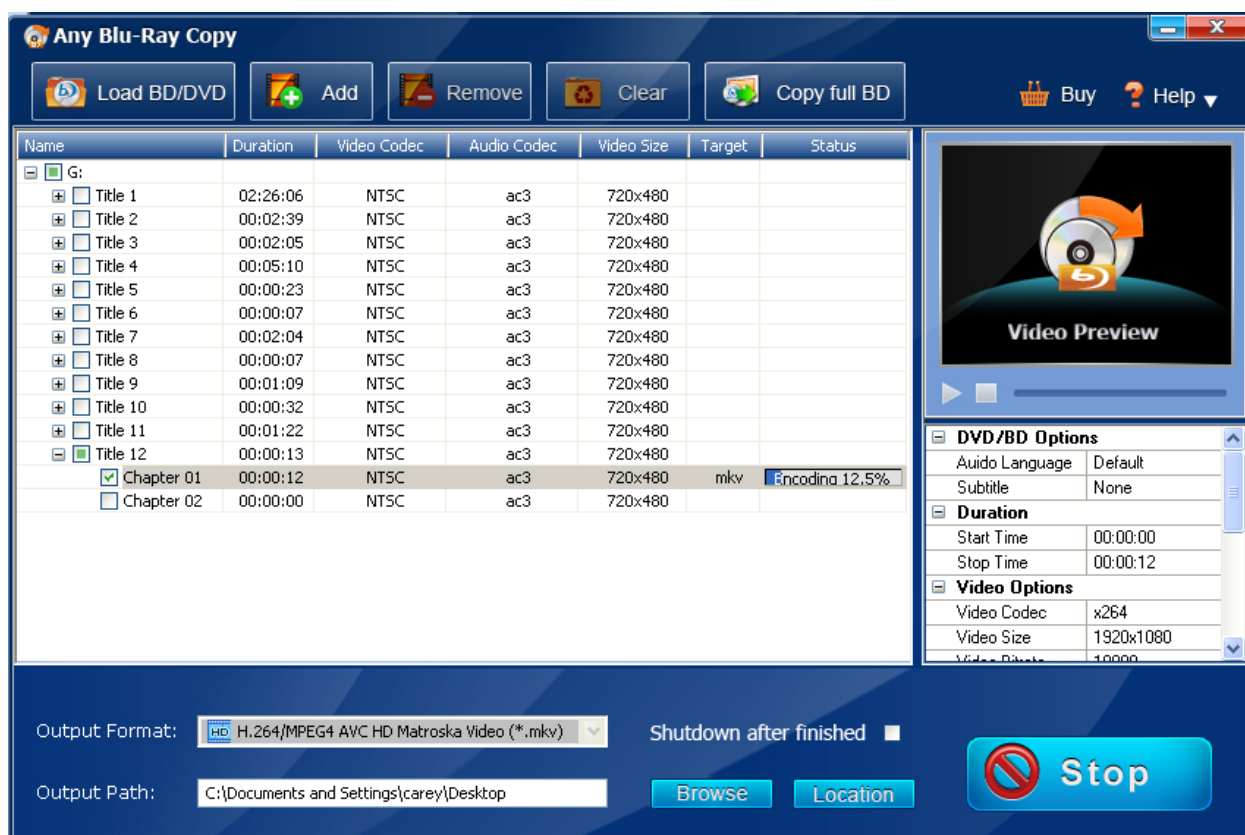 Any Blu-Ray Copy
Load BD/DVD Add Remove Clear Copy full BD Buy Help
Name Duration Video Codec Audio Codec Video Size Target Status
G:
Title 1 02:26:06 NTSC ac3 720x480
Title 2 00:02:39 NTSC ac3 720x480
Title 3 00:02:05 NTSC ac3 720x480
Title 4 00:05:10 NTSC ac3 720x480
Title 5 00:00:23 NTSC ac3 720x480
Title 6 00:00:07 NTSC ac3 720x480
Title 7 00:02:04 NTSC ac3 720x480
Title 8 00:00:07 NTSC ac3 720x480
Title 9 00:01:09 NTSC ac3 720x480
Title 10 00:00:32 NTSC ac3 720x480
Title 11 00:01:22 NTSC ac3 720x480
Title 12 00:00:13 NTSC ac3 720x480
Chapter 01 00:00:12 NTSC ac3 720x480 mkv Encoding 12.5%
Chapter 02 00:00:00 NTSC ac3 720x480
Video Preview
DVD/BD Options
Auido Language Default
Subtitle None
Duration
Start Time 00:00:00
Stop Time 00:00:12
Video Options
Video Codec x264
Video Size 1920x1080
Video Bitrate 10000
Output Format: HD H.264/MPEG4 AVC HD Matroska Video (*.mkv) Shutdown after finished
Output Path: C:\Documents and Settings\carey\Desktop Browse Location
Stop